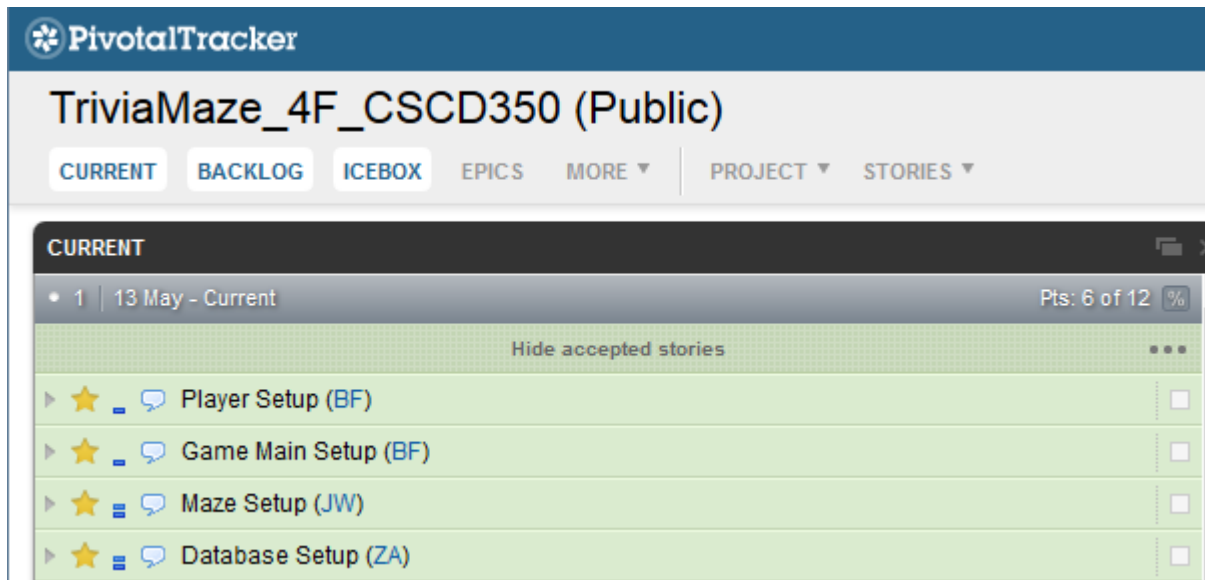 PivotalTracker
TriviaMaze_4F_CSCD350 (Public)
CURRENT BACKLOG ICEBOX EPICS MORE PROJECT STORIES
CURRENT
1 13 May - Current Pts: 6 of 12 %
Hide accepted stories
Player Setup (BF)
Game Main Setup (BF)
Maze Setup (JW)
Database Setup (ZA)